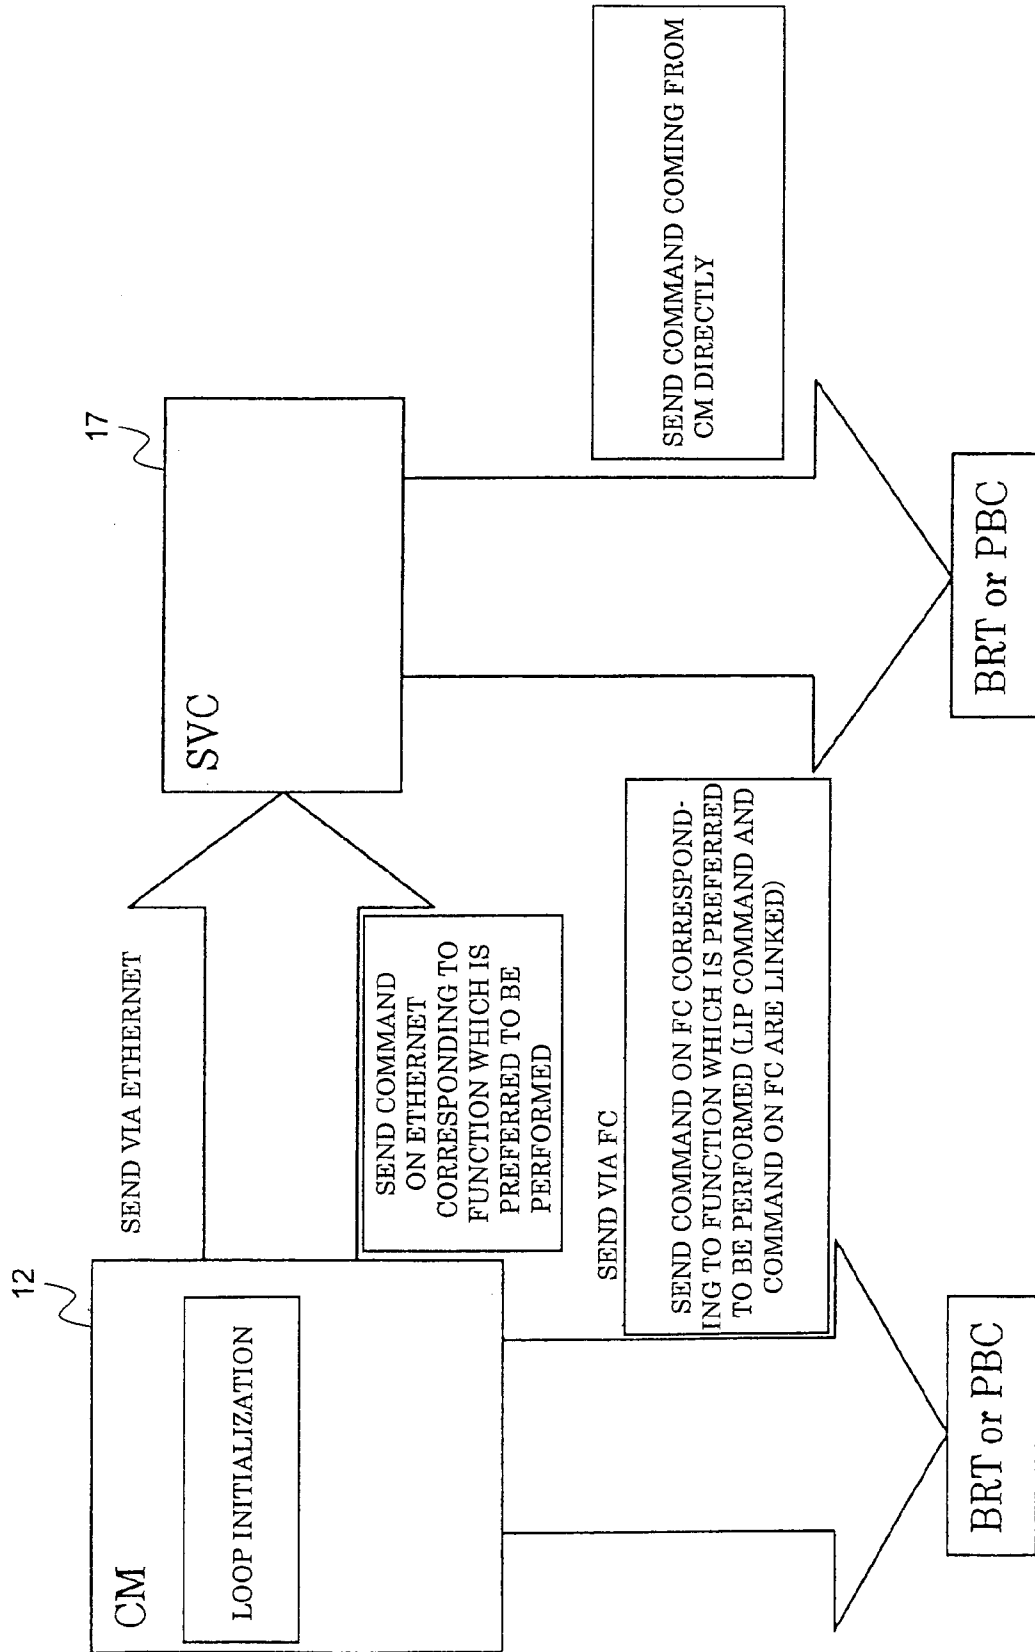 12
CM
LOOP INITIALIZATION
SEND VIA ETHERNET
SEND COMMAND
ON ETHERNET
CORRESPONDING TO
FUNCTION WHICH IS
PREFERRED TO BE
PERFORMED
17
SVC
SEND VIA FC
SEND COMMAND ON FC CORRESPOND-
ING TO FUNCTION WHICH IS PREFERRED
TO BE PERFORMED (LIP COMMAND AND
COMMAND ON FC ARE LINKED)
SEND COMMAND COMING FROM
CM DIRECTLY
BRT or PBC
BRT or PBC